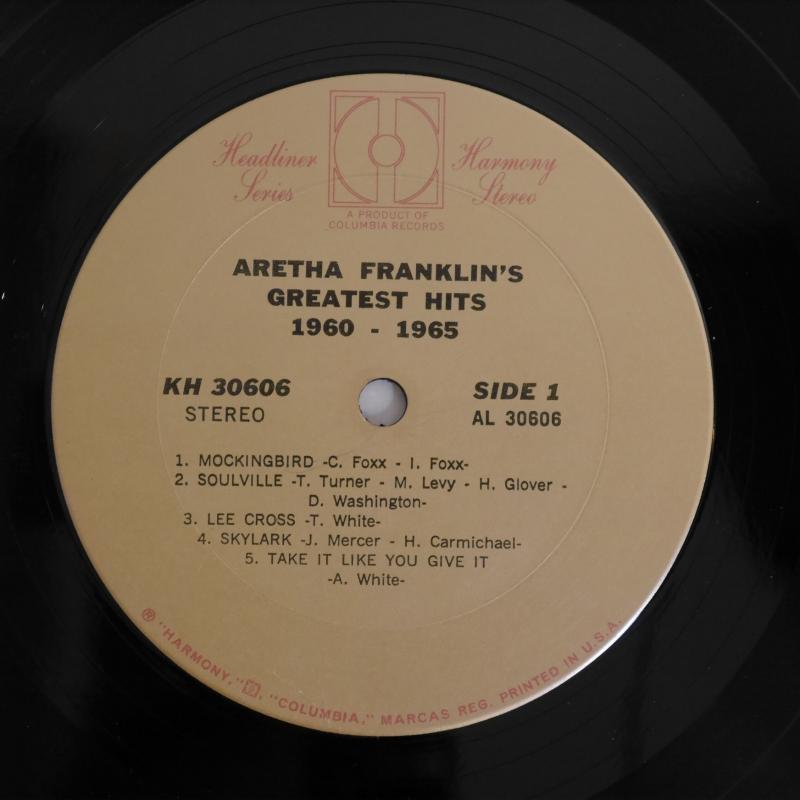 Headliner Series
Harmony Stereo
A PRODUCT OF
COLUMBIA RECORDS
ARETHA FRANKLIN'S
GREATEST HITS
1960 - 1965
KH 30606 SIDE 1
STEREO AL 30606
1. MOCKINGBIRD -C. Foxx - I. Foxx-
2. SOULVILLE -T. Turner - M. Levy - H. Glover -
D. Washington-
3. LEE CROSS -T. White-
4. SKYLARK -J. Mercer - H. Carmichael-
5. TAKE IT LIKE YOU GIVE IT
-A. White-
® "HARMONY," , "COLUMBIA," MARCAS REG. PRINTED IN U.S.A.